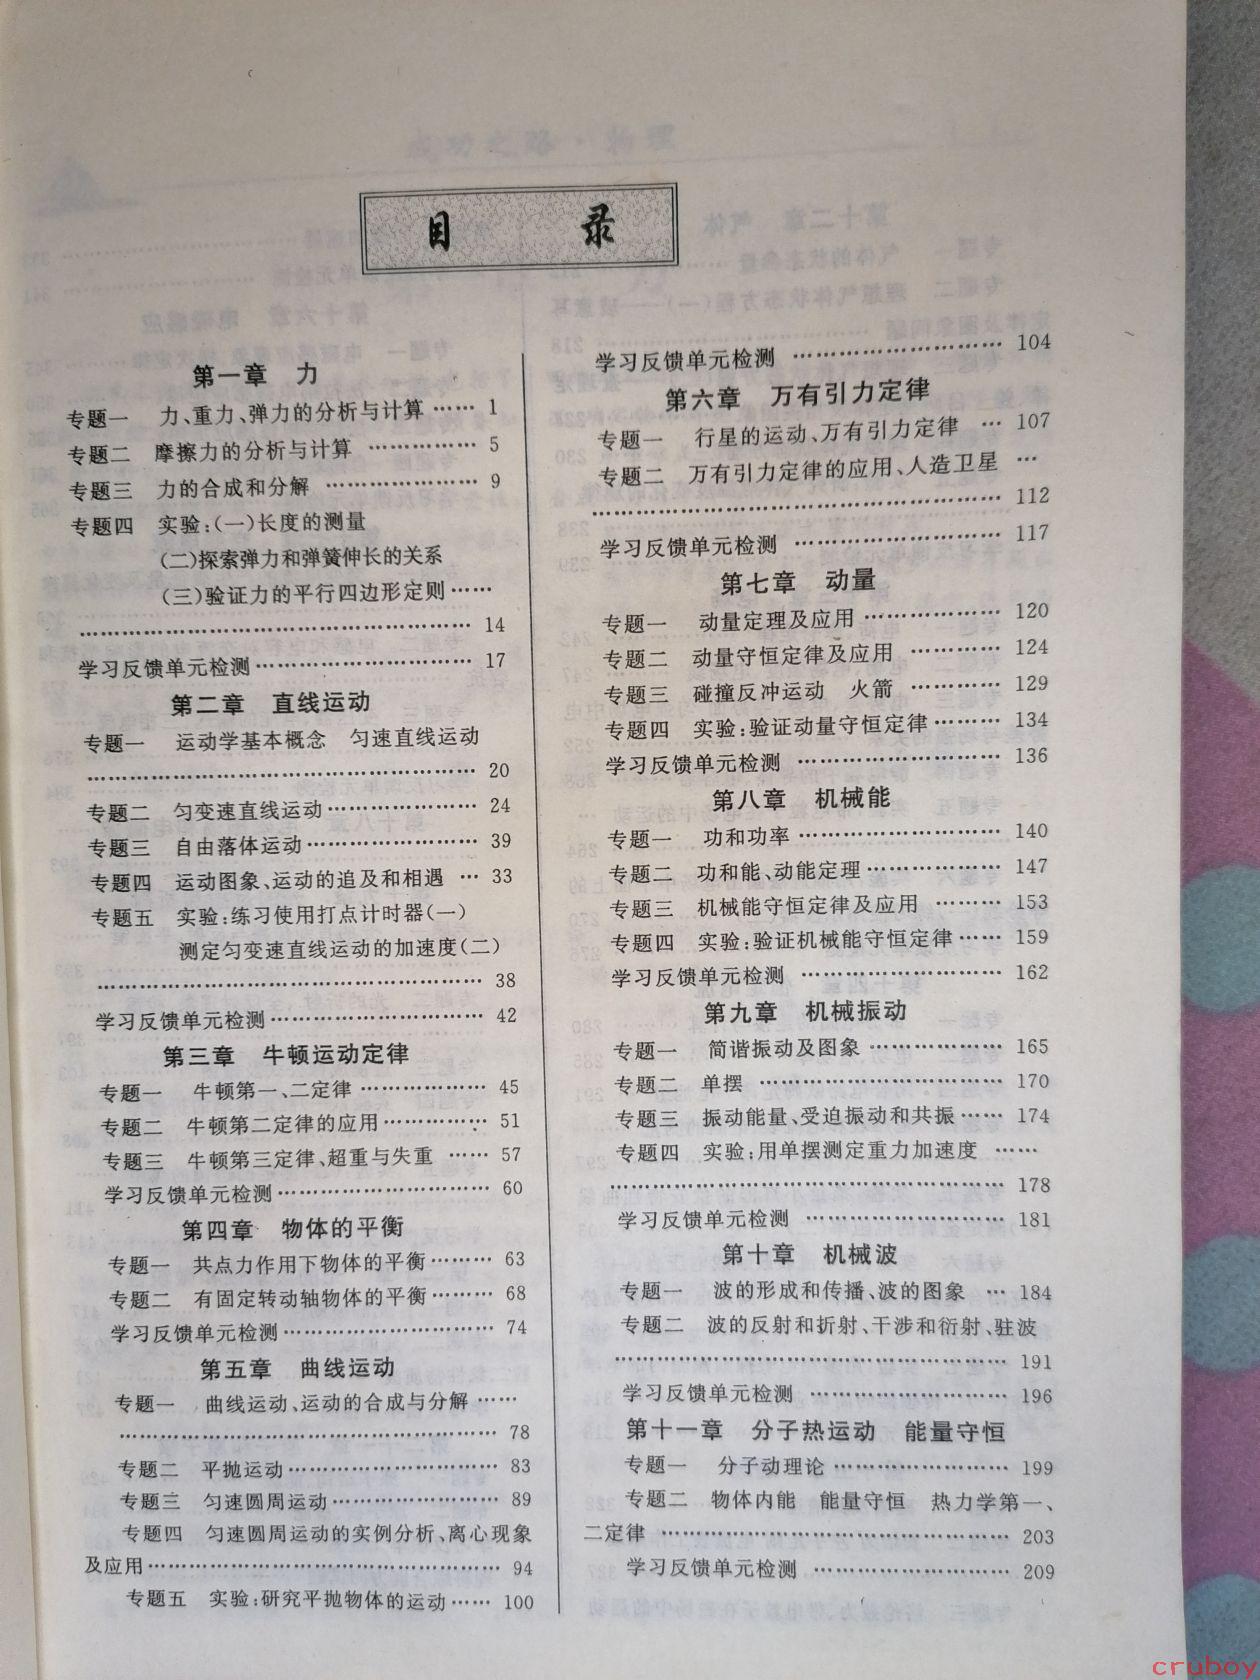 目 录
第一章 力
专题一 力、重力、弹力的分析与计算 …… 1
专题二 摩擦力的分析与计算 …………… 5
专题三 力的合成和分解 ……………… 9
专题四 实验:(一)长度的测量
(二)探索弹力和弹簧伸长的关系
(三)验证力的平行四边形定则……
………………………………………… 14
学习反馈单元检测……………………… 17
第二章 直线运动
专题一 运动学基本概念 匀速直线运动
………………………………………… 20
专题二 匀变速直线运动……………… 24
专题三 自由落体运动………………… 39
专题四 运动图象、运动的追及和相遇 … 33
专题五 实验:练习使用打点计时器(一)
测定匀变速直线运动的加速度(二)
………………………………………… 38
学习反馈单元检测……………………… 42
第三章 牛顿运动定律
专题一 牛顿第一、二定律 …………… 45
专题二 牛顿第二定律的应用………… 51
专题三 牛顿第三定律、超重与失重 …… 57
学习反馈单元检测……………………… 60
第四章 物体的平衡
专题一 共点力作用下物体的平衡……… 63
专题二 有固定转动轴物体的平衡……… 68
学习反馈单元检测……………………… 74
第五章 曲线运动
专题一 曲线运动、运动的合成与分解……
………………………………………… 78
专题二 平抛运动……………………… 83
专题三 匀速圆周运动………………… 89
专题四 匀速圆周运动的实例分析、离心现象
及应用…………………………………… 94
专题五 实验:研究平抛物体的运动…… 100
学习反馈单元检测 …………………… 104
第六章 万有引力定律
专题一 行星的运动、万有引力定律 … 107
专题二 万有引力定律的应用、人造卫星 …
………………………………………… 112
学习反馈单元检测 …………………… 117
第七章 动量
专题一 动量定理及应用……………… 120
专题二 动量守恒定律及应用 ………… 124
专题三 碰撞反冲运动 火箭 ………… 129
专题四 实验:验证动量守恒定律……… 134
学习反馈单元检测 …………………… 136
第八章 机械能
专题一 功和功率 …………………… 140
专题二 功和能、动能定理……………… 147
专题三 机械能守恒定律及应用 ……… 153
专题四 实验:验证机械能守恒定律…… 159
学习反馈单元检测 …………………… 162
第九章 机械振动
专题一 简谐振动及图象……………… 165
专题二 单摆 ………………………… 170
专题三 振动能量、受迫振动和共振…… 174
专题四 实验:用单摆测定重力加速度 ……
………………………………………… 178
学习反馈单元检测 …………………… 181
第十章 机械波
专题一 波的形成和传播、波的图象 … 184
专题二 波的反射和折射、干涉和衍射、驻波
………………………………………… 191
学习反馈单元检测 …………………… 196
第十一章 分子热运动 能量守恒
专题一 分子动理论…………………… 199
专题二 物体内能 能量守恒 热力学第一、
二定律 ………………………………… 203
学习反馈单元检测 …………………… 209
cruboy